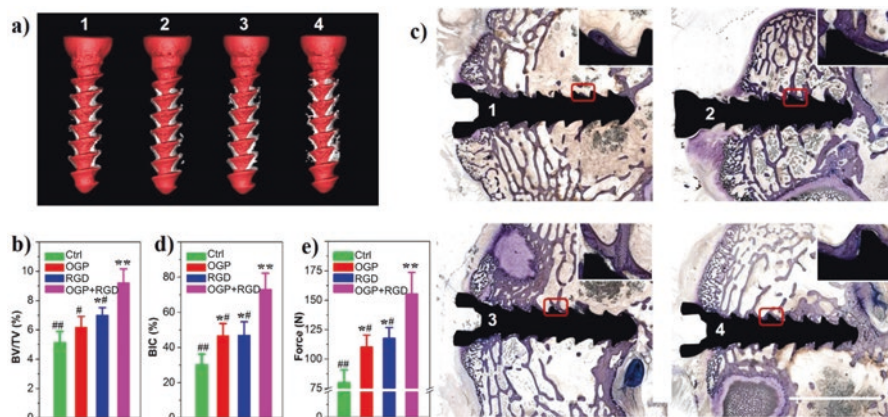 a)
1 2 3 4
b)
BV/TV (%)
12
10
8
6
4
2
0
Ctrl
OGP
RGD
OGP+RGD
##
#
*#
**
d)
BIC (%)
80
60
40
20
0
Ctrl
OGP
RGD
OGP+RGD
##
*#
*#
**
e)
Force (N)
175
150
125
100
75
0
Ctrl
OGP
RGD
OGP+RGD
##
*#
*#
**
c)
1
2
3
4